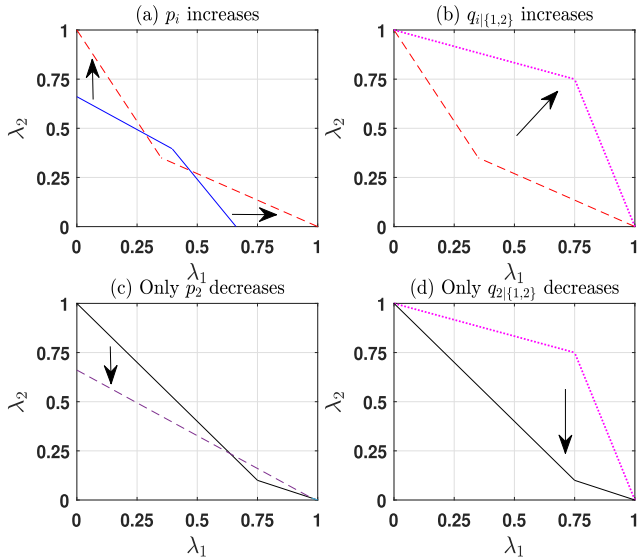 (a) p_i increases
1
0.75
0.5
0.25
0
λ_2
0 0.25 0.5 0.75 1
λ_1
(b) q_{i|{1,2}} increases
1
0.75
0.5
0.25
0
λ_2
0 0.25 0.5 0.75 1
λ_1
(c) Only p_2 decreases
1
0.75
0.5
0.25
0
λ_2
0 0.25 0.5 0.75 1
λ_1
(d) Only q_{2|{1,2}} decreases
1
0.75
0.5
0.25
0
λ_2
0 0.25 0.5 0.75 1
λ_1